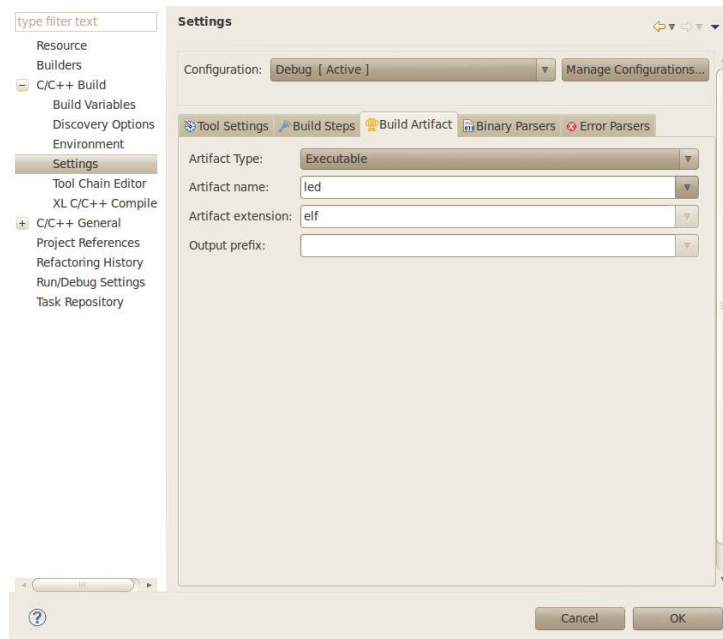 type filter text
Resource
Builders
C/C++ Build
Build Variables
Discovery Options
Environment
Settings
Tool Chain Editor
XL C/C++ Compile
C/C++ General
Project References
Refactoring History
Run/Debug Settings
Task Repository
Settings
Configuration: Debug [ Active ] Manage Configurations...
Tool Settings Build Steps Build Artifact Binary Parsers Error Parsers
Artifact Type: Executable
Artifact name: led
Artifact extension: elf
Output prefix:
Cancel OK